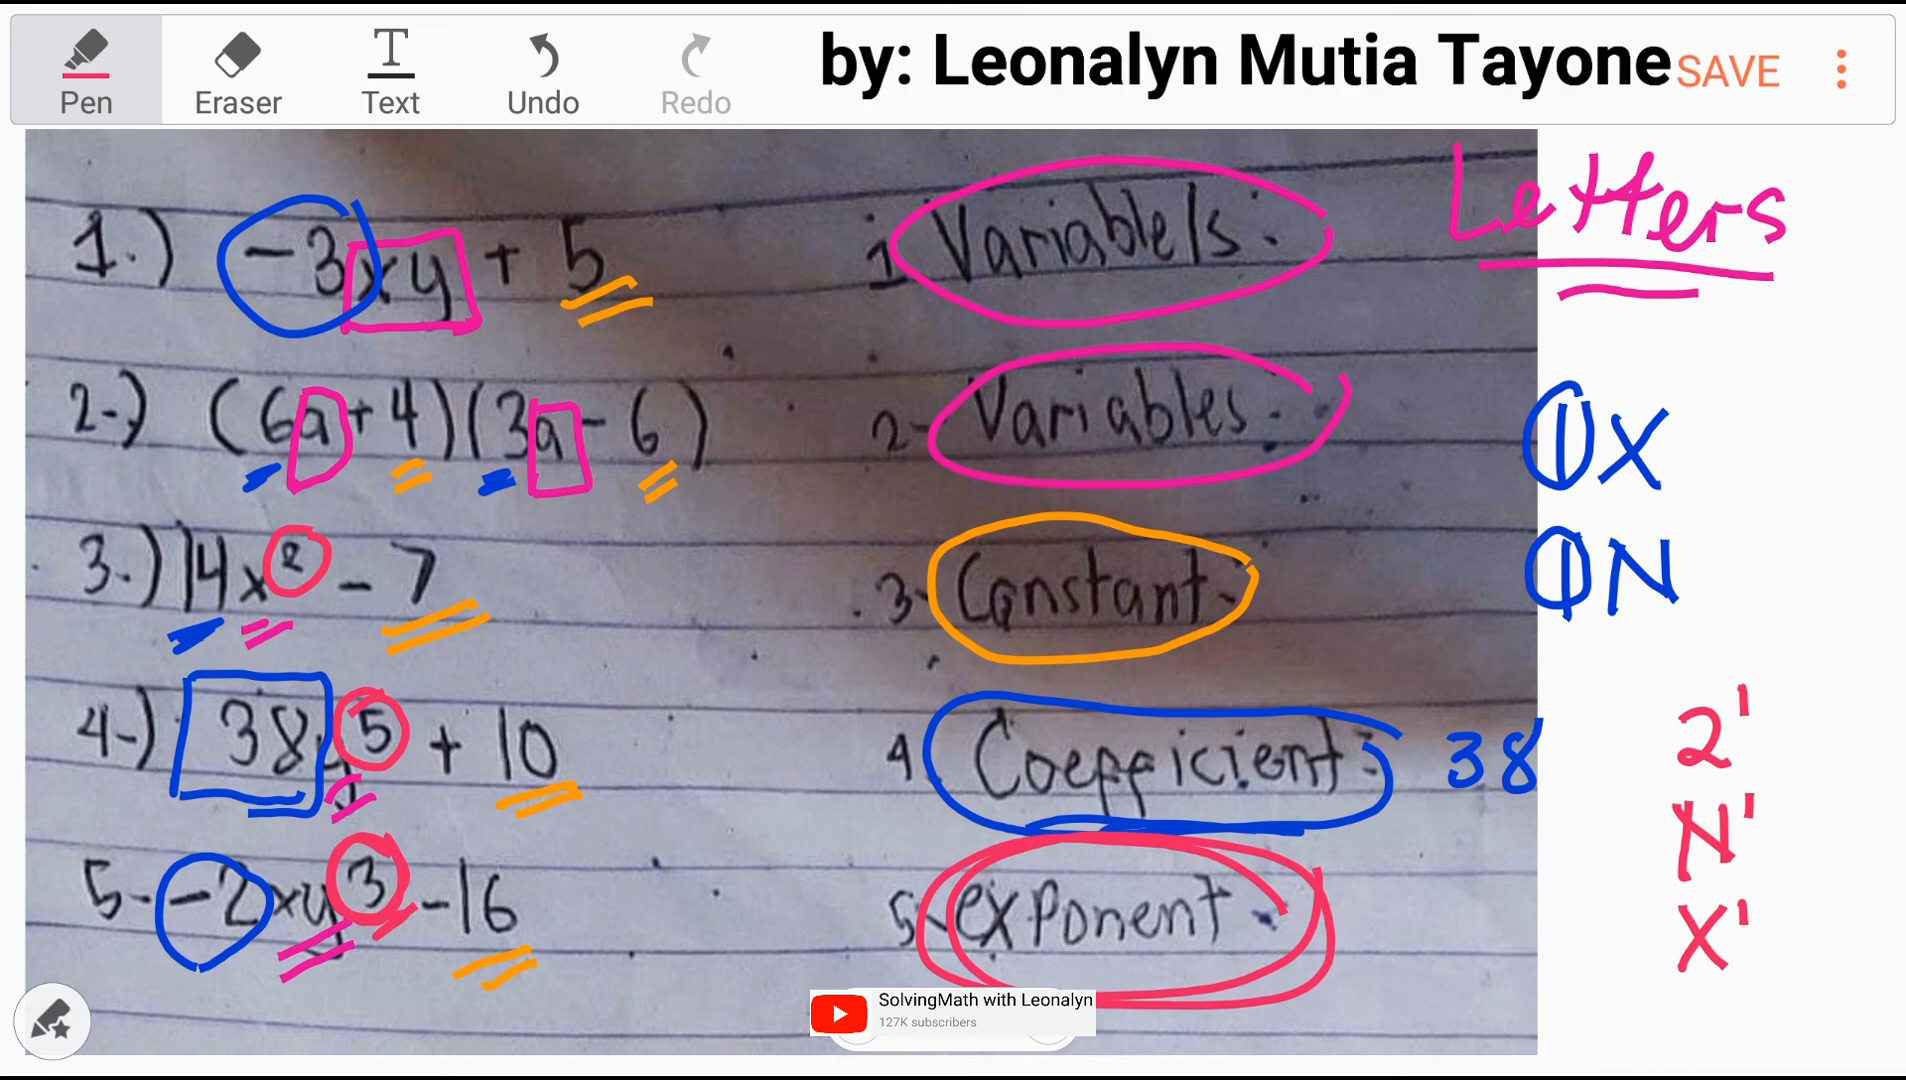 Pen Eraser Text Undo Redo by: Leonalyn Mutia Tayone SAVE
1.) -3xy + 5 1. Variable/s: Letters
2-) (6a+4)(3a-6) 2- Variables: 1X
3.) 14x² - 7 3- Constant- 1N
4-) 38y⁵ + 10 4. Coefficient: 38 2¹
N¹
5- -2xy³ -16 5- exponent- X¹
SolvingMath with Leonalyn
127K subscribers